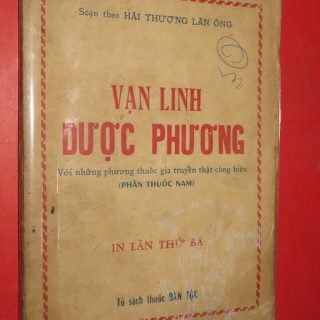 Soạn theo HẢI THƯỢNG LÃN ÔNG
VẠN LINH
DƯỢC PHƯƠNG
Với những phương thuốc gia truyền thật công hiệu
(PHẦN THUỐC NAM)
IN LẦN THỨ BA
Tủ sách thuốc DÂN TỘC